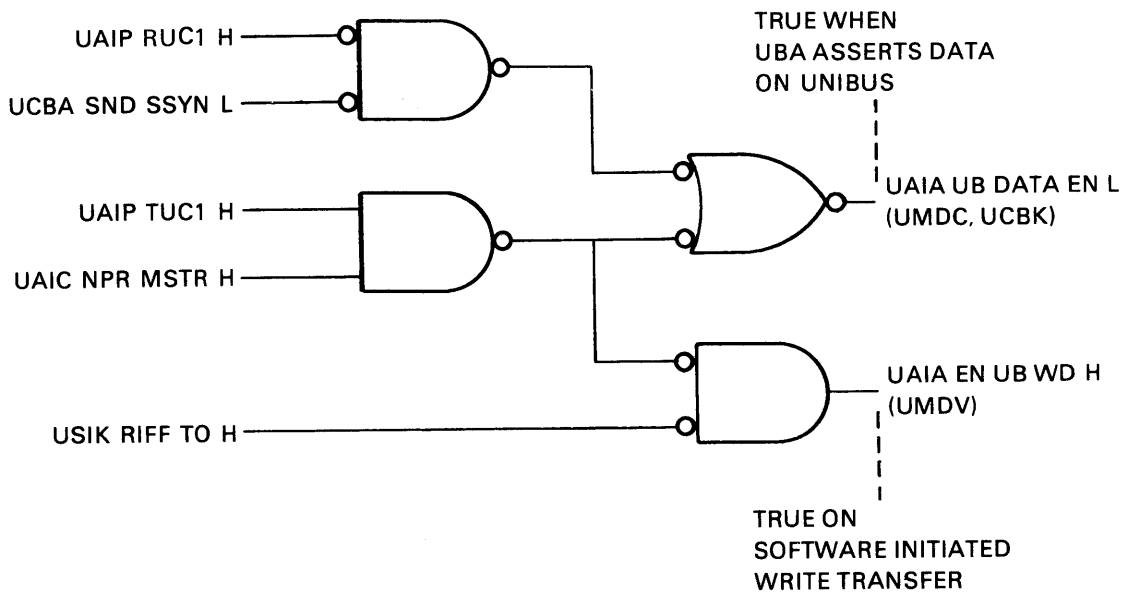 UAIP RUC1 H
UCBA SND SSYN L
TRUE WHEN
UBA ASSERTS DATA
ON UNIBUS
UAIP TUC1 H
UAIC NPR MSTR H
UAIA UB DATA EN L
(UMDC, UCBK)
USIK RIFF TO H
UAIA EN UB WD H
(UMDV)
TRUE ON
SOFTWARE INITIATED
WRITE TRANSFER